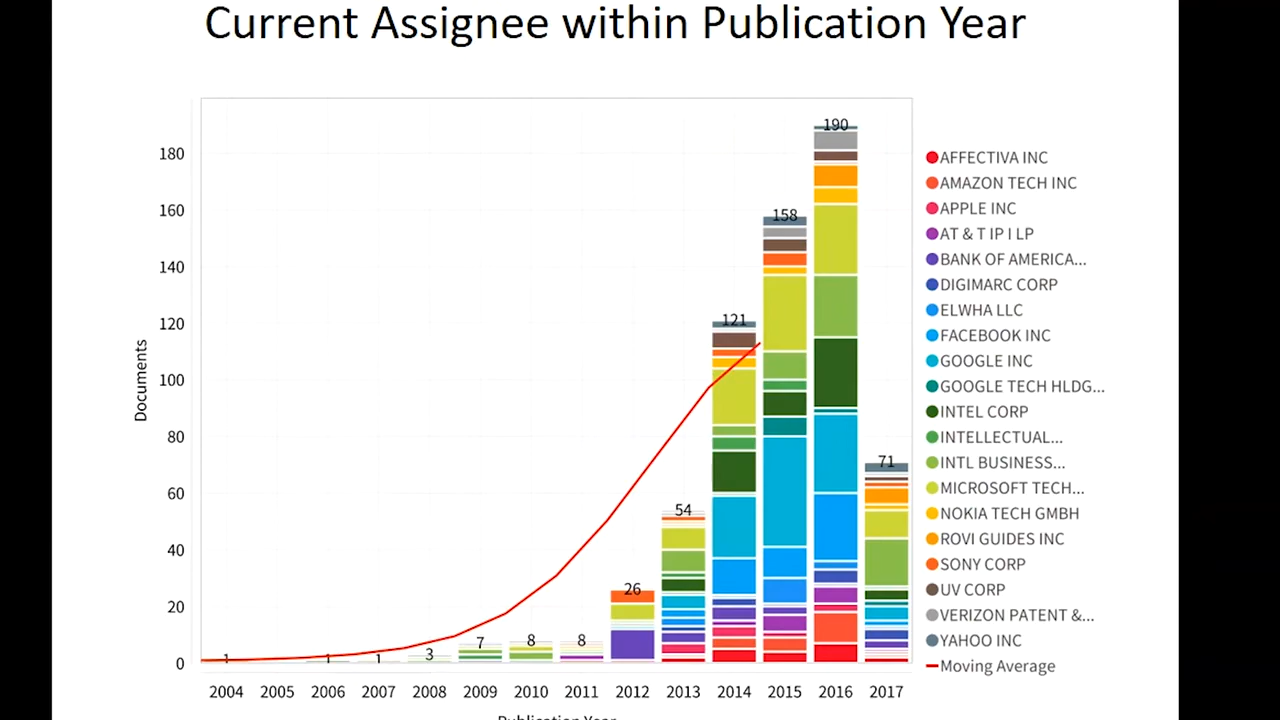 Current Assignee within Publication Year
190
180
AFFECTIVA INC
AMAZON TECH INC
160
158
APPLE INC
AT & T IP I LP
BANK OF AMERICA...
140
DIGIMARC CORP
ELWHA LLC
120
121
FACEBOOK INC
GOOGLE INC
Documents
100
GOOGLE TECH HLDG...
INTEL CORP
80
INTELLECTUAL...
71
INTL BUSINESS...
60
MICROSOFT TECH...
54
NOKIA TECH GMBH
40
ROVI GUIDES INC
SONY CORP
26
UV CORP
20
VERIZON PATENT &...
1 1 1 3 7 8 8
YAHOO INC
0
Moving Average
2004 2005 2006 2007 2008 2009 2010 2011 2012 2013 2014 2015 2016 2017
Publication Year